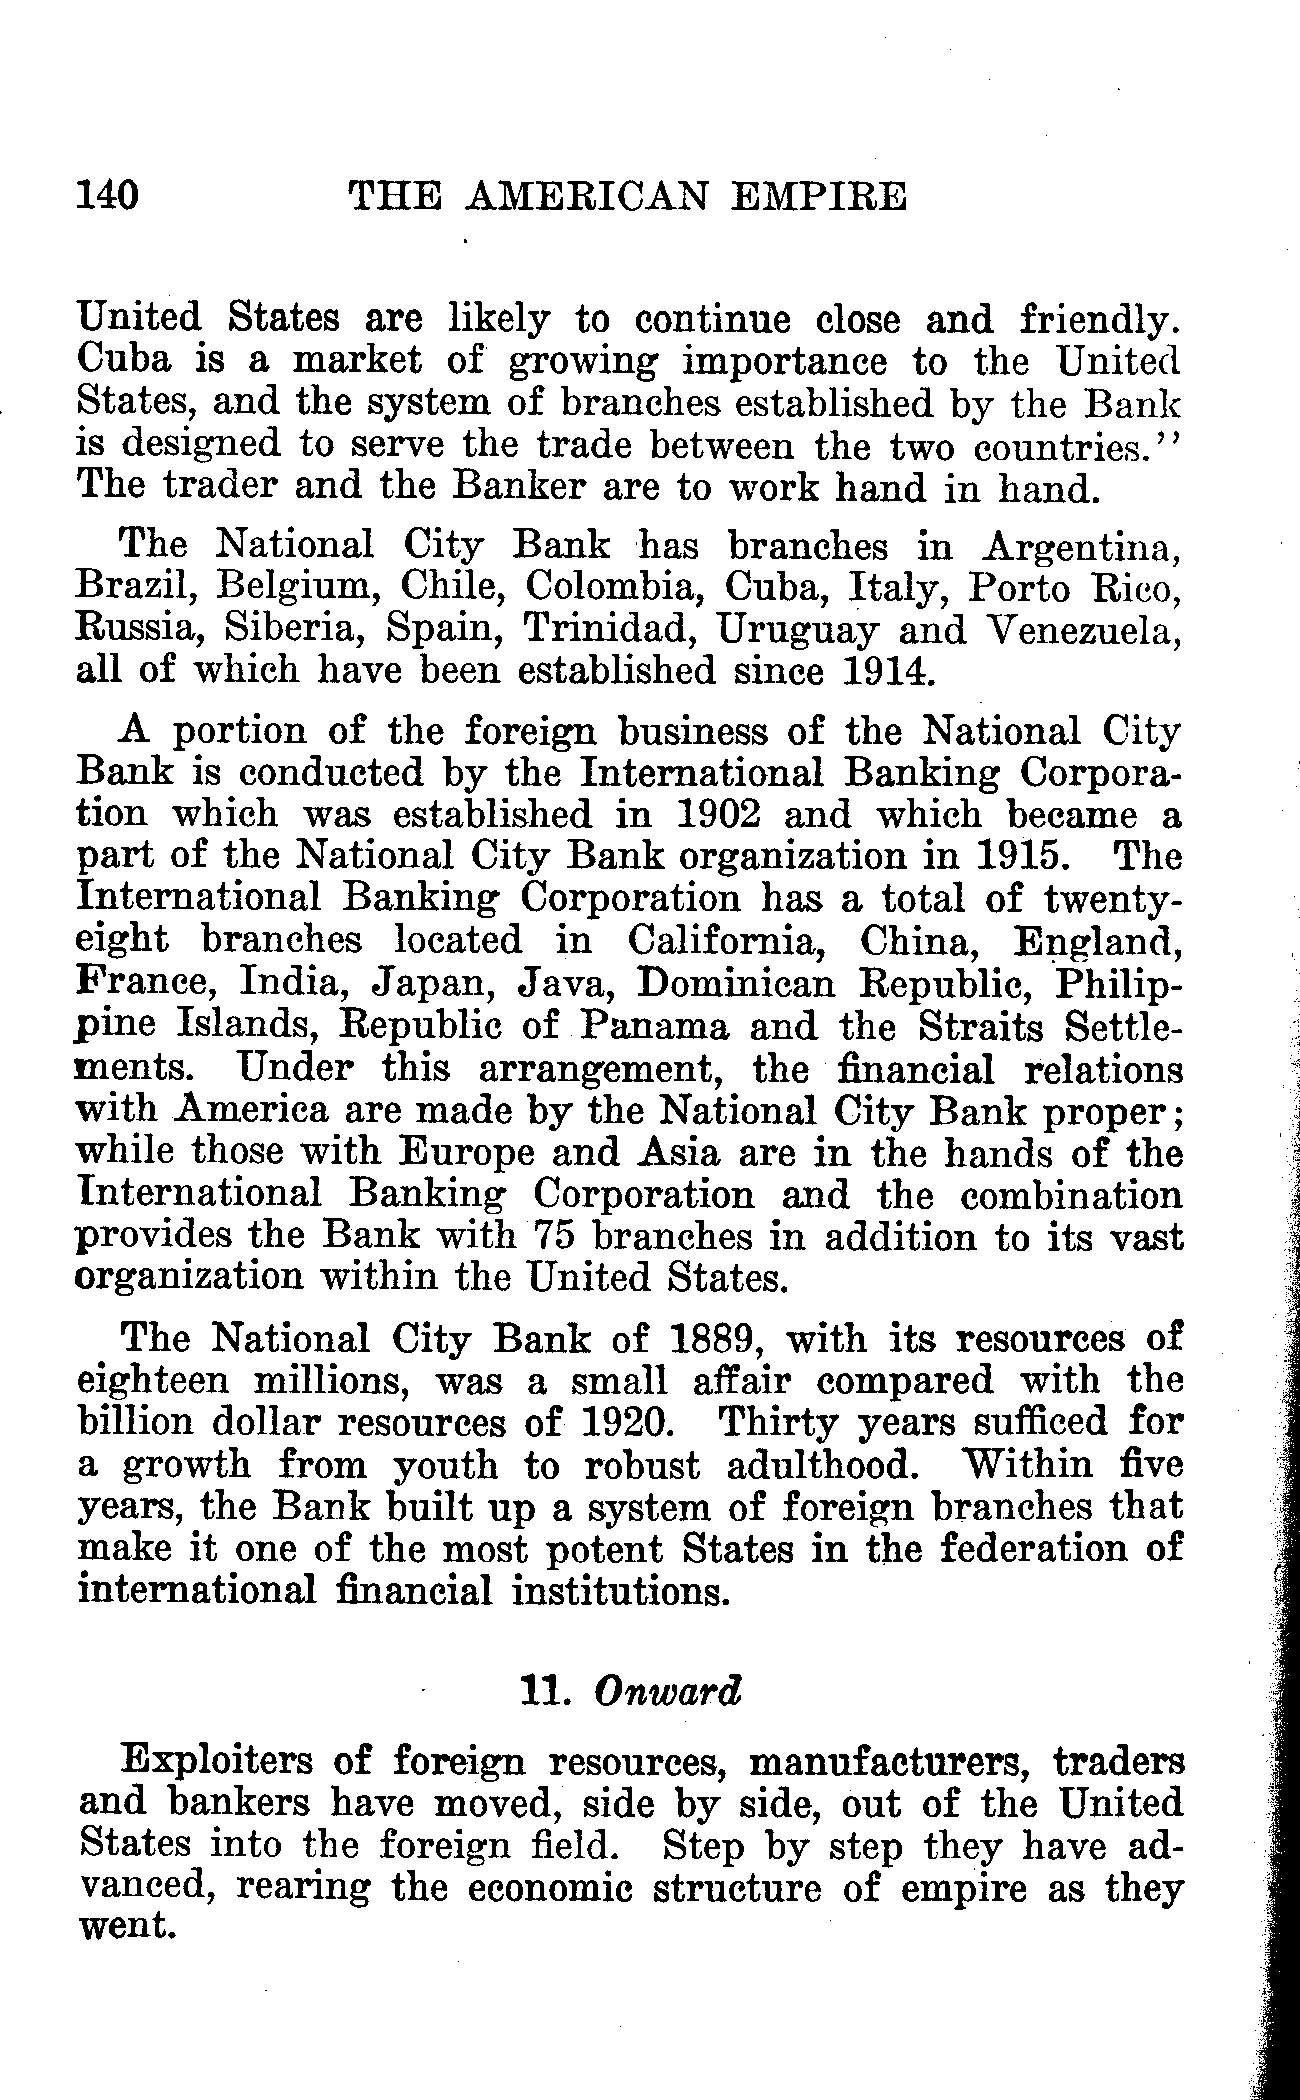 140 THE AMERICAN EMPIRE
United States are likely to continue close and friendly.
Cuba is a market of growing importance to the United
States, and the system of branches established by the Bank
is designed to serve the trade between the two countries.''
The trader and the Banker are to work hand in hand.
The National City Bank has branches in Argentina,
Brazil, Belgium, Chile, Colombia, Cuba, Italy, Porto Rico,
Russia, Siberia, Spain, Trinidad, Uruguay and Venezuela,
all of which have been established since 1914.
A portion of the foreign business of the National City
Bank is conducted by the International Banking Corpora-
tion which was established in 1902 and which became a
part of the National City Bank organization in 1915. The
International Banking Corporation has a total of twenty-
eight branches located in California, China, England,
France, India, Japan, Java, Dominican Republic, Philip-
pine Islands, Republic of Panama and the Straits Settle-
ments. Under this arrangement, the financial relations
with America are made by the National City Bank proper;
while those with Europe and Asia are in the hands of the
International Banking Corporation and the combination
provides the Bank with 75 branches in addition to its vast
organization within the United States.
The National City Bank of 1889, with its resources of
eighteen millions, was a small affair compared with the
billion dollar resources of 1920. Thirty years sufficed for
a growth from youth to robust adulthood. Within five
years, the Bank built up a system of foreign branches that
make it one of the most potent States in the federation of
international financial institutions.
11. Onward
Exploiters of foreign resources, manufacturers, traders
and bankers have moved, side by side, out of the United
States into the foreign field. Step by step they have ad-
vanced, rearing the economic structure of empire as they
went.